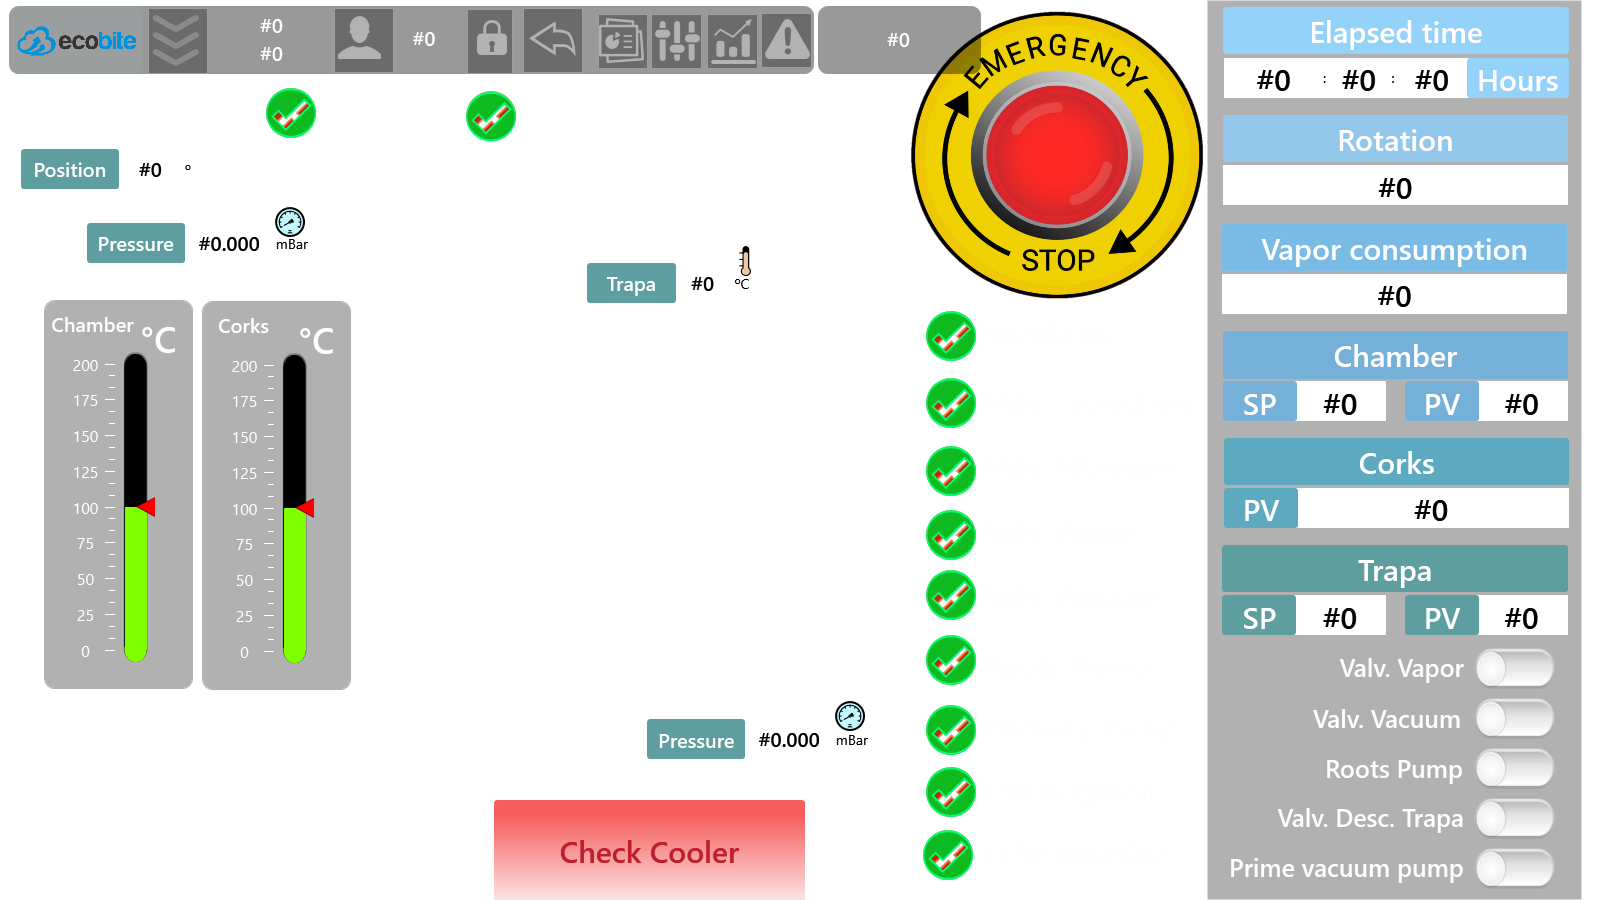 ecobite
#0
#0
#0
#0
EMERGENCY
STOP
Position #0 °
Pressure #0.000 mBar
Trapa #0 °C
Chamber °C
200
175
150
125
100
75
50
25
0
Corks °C
200
175
150
125
100
75
50
25
0
Pressure #0.000 mBar
Check Cooler
Elapsed time
#0 : #0 : #0 Hours
Rotation
#0
Vapor consumption
#0
Chamber
SP #0 PV #0
Corks
PV #0
Trapa
SP #0 PV #0
Valv. Vapor
Valv. Vacuum
Roots Pump
Valv. Desc. Trapa
Prime vacuum pump